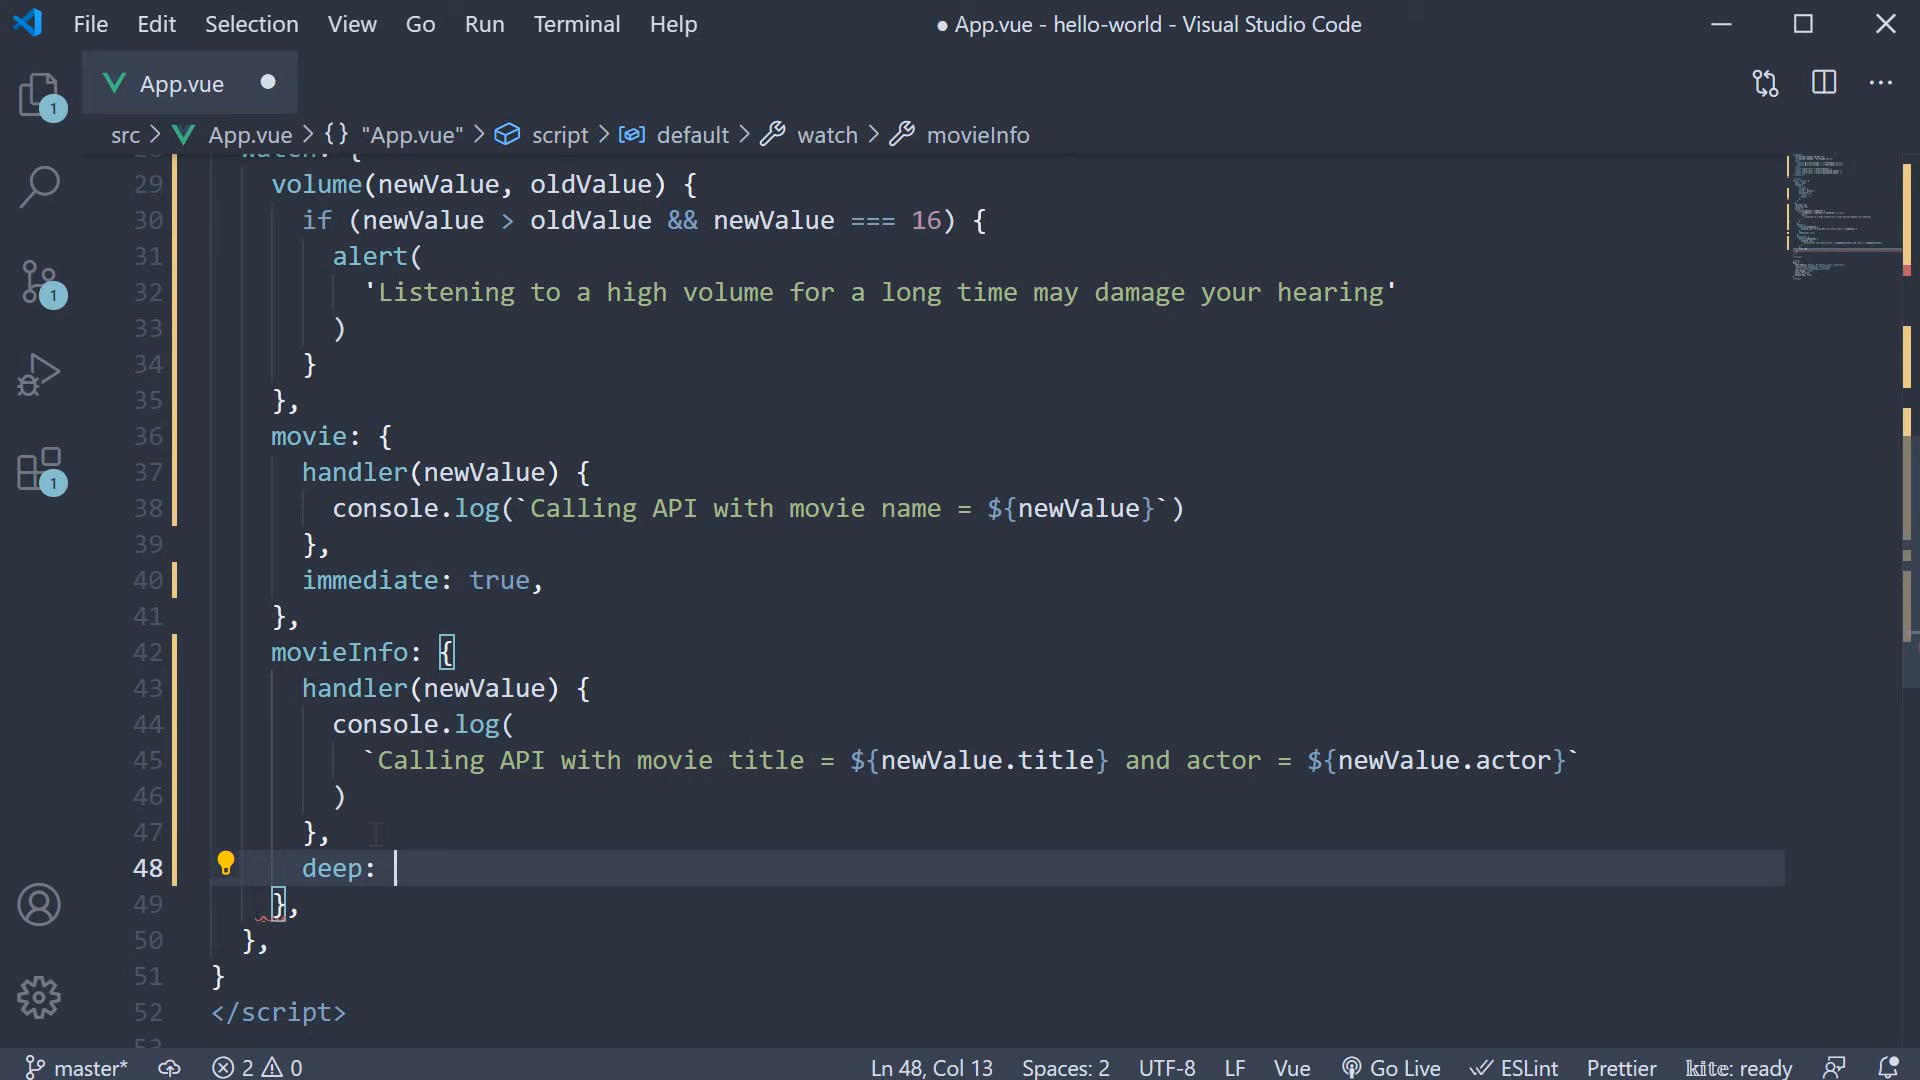 File Edit Selection View Go Run Terminal Help ● App.vue - hello-world - Visual Studio Code
App.vue
src > App.vue > {} "App.vue" > script > default > watch > movieInfo
29 volume(newValue, oldValue) {
30 if (newValue > oldValue && newValue === 16) {
31 alert(
32 'Listening to a high volume for a long time may damage your hearing'
33 )
34 }
35 },
36 movie: {
37 handler(newValue) {
38 console.log(`Calling API with movie name = ${newValue}`)
39 },
40 immediate: true,
41 },
42 movieInfo: {
43 handler(newValue) {
44 console.log(
45 `Calling API with movie title = ${newValue.title} and actor = ${newValue.actor}`
46 )
47 },
48 deep:
49 },
50 },
51 }
52 </script>
53
1
1
1
master* 2 0 Ln 48, Col 13 Spaces: 2 UTF-8 LF Vue Go Live ESLint Prettier kite: ready